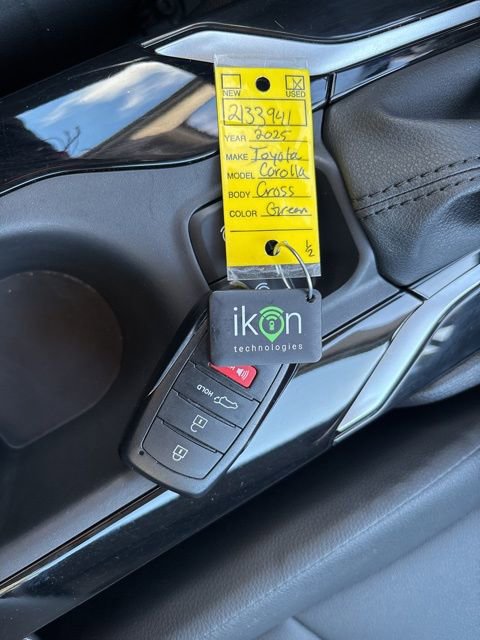 NEW USED
2133941
YEAR 2025
MAKE Toyota
MODEL Corolla
BODY Cross
COLOR Green
1/2
ikon
technologies
HOLD